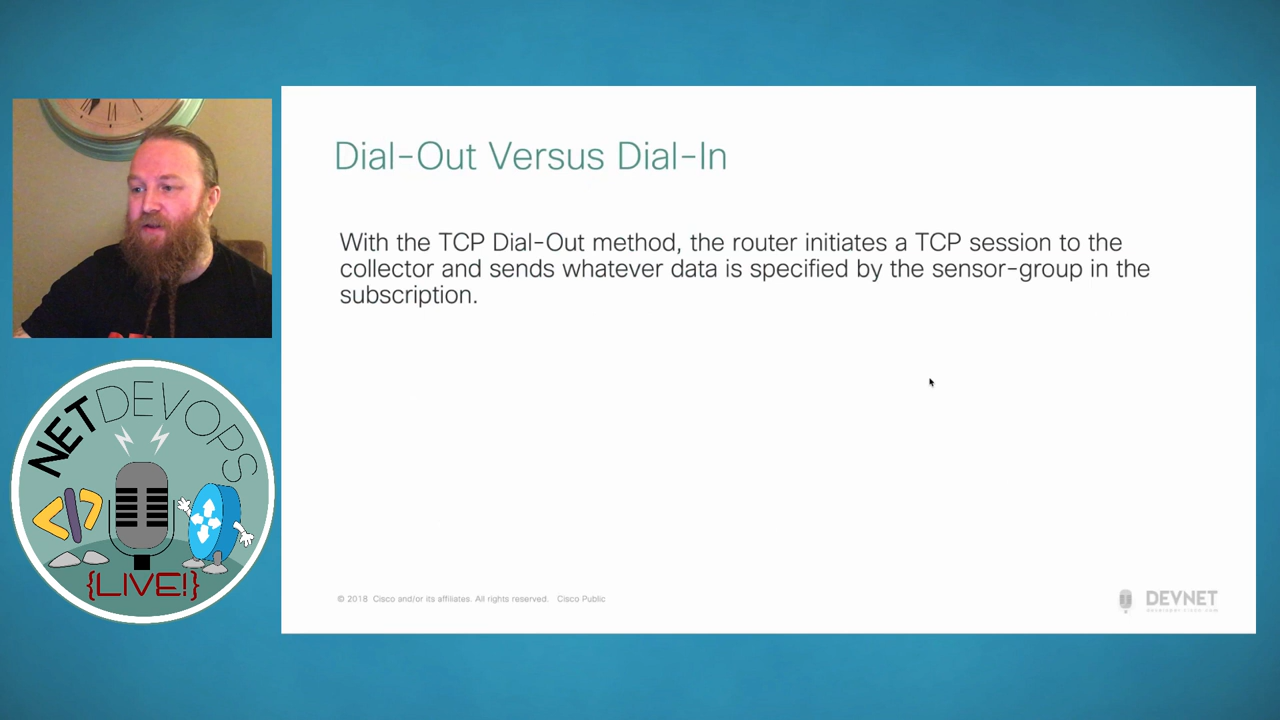 Dial-Out Versus Dial-In
With the TCP Dial-Out method, the router initiates a TCP session to the
collector and sends whatever data is specified by the sensor-group in the
subscription.
NETDEVOPS
</>
{LIVE!}
© 2018 Cisco and/or its affiliates. All rights reserved. Cisco Public
DEVNET